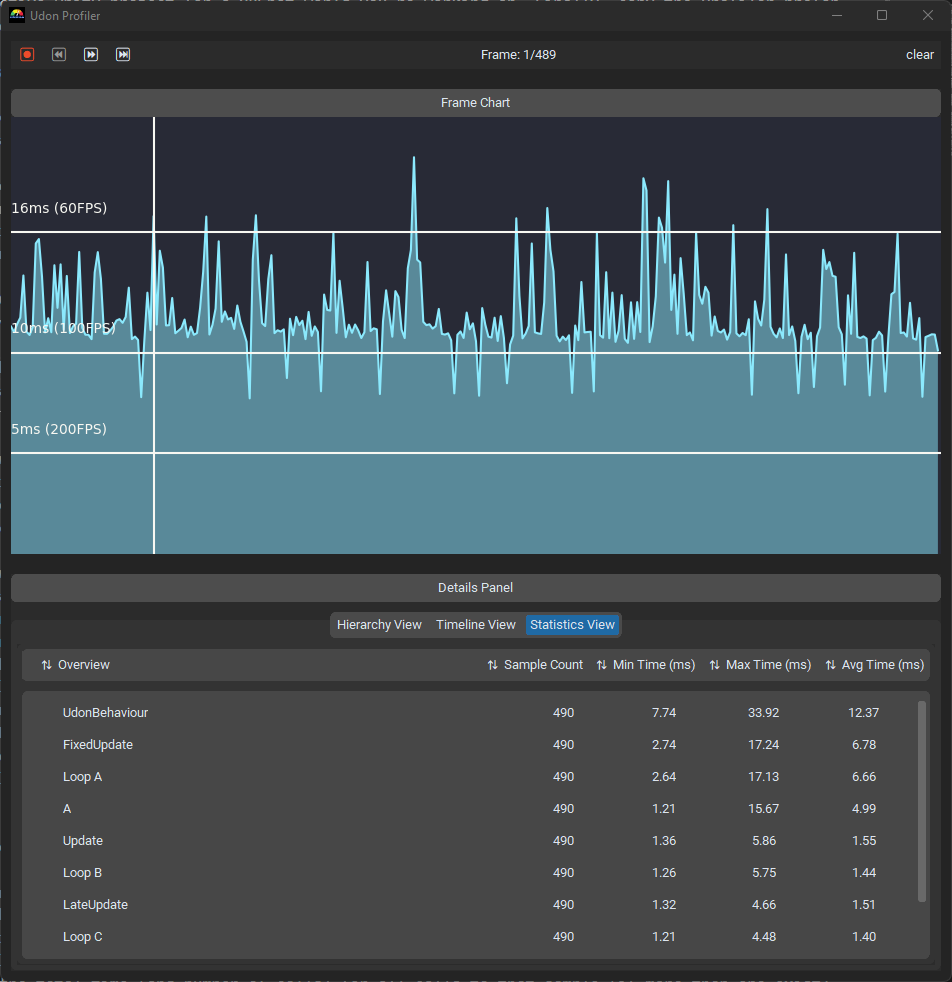 Udon Profiler
Frame: 1/489 clear
Frame Chart
16ms (60FPS)
10ms (100FPS)
5ms (200FPS)
Details Panel
Hierarchy View Timeline View Statistics View
Overview Sample Count Min Time (ms) Max Time (ms) Avg Time (ms)
UdonBehaviour 490 7.74 33.92 12.37
FixedUpdate 490 2.74 17.24 6.78
Loop A 490 2.64 17.13 6.66
A 490 1.21 15.67 4.99
Update 490 1.36 5.86 1.55
Loop B 490 1.26 5.75 1.44
LateUpdate 490 1.32 4.66 1.51
Loop C 490 1.21 4.48 1.40